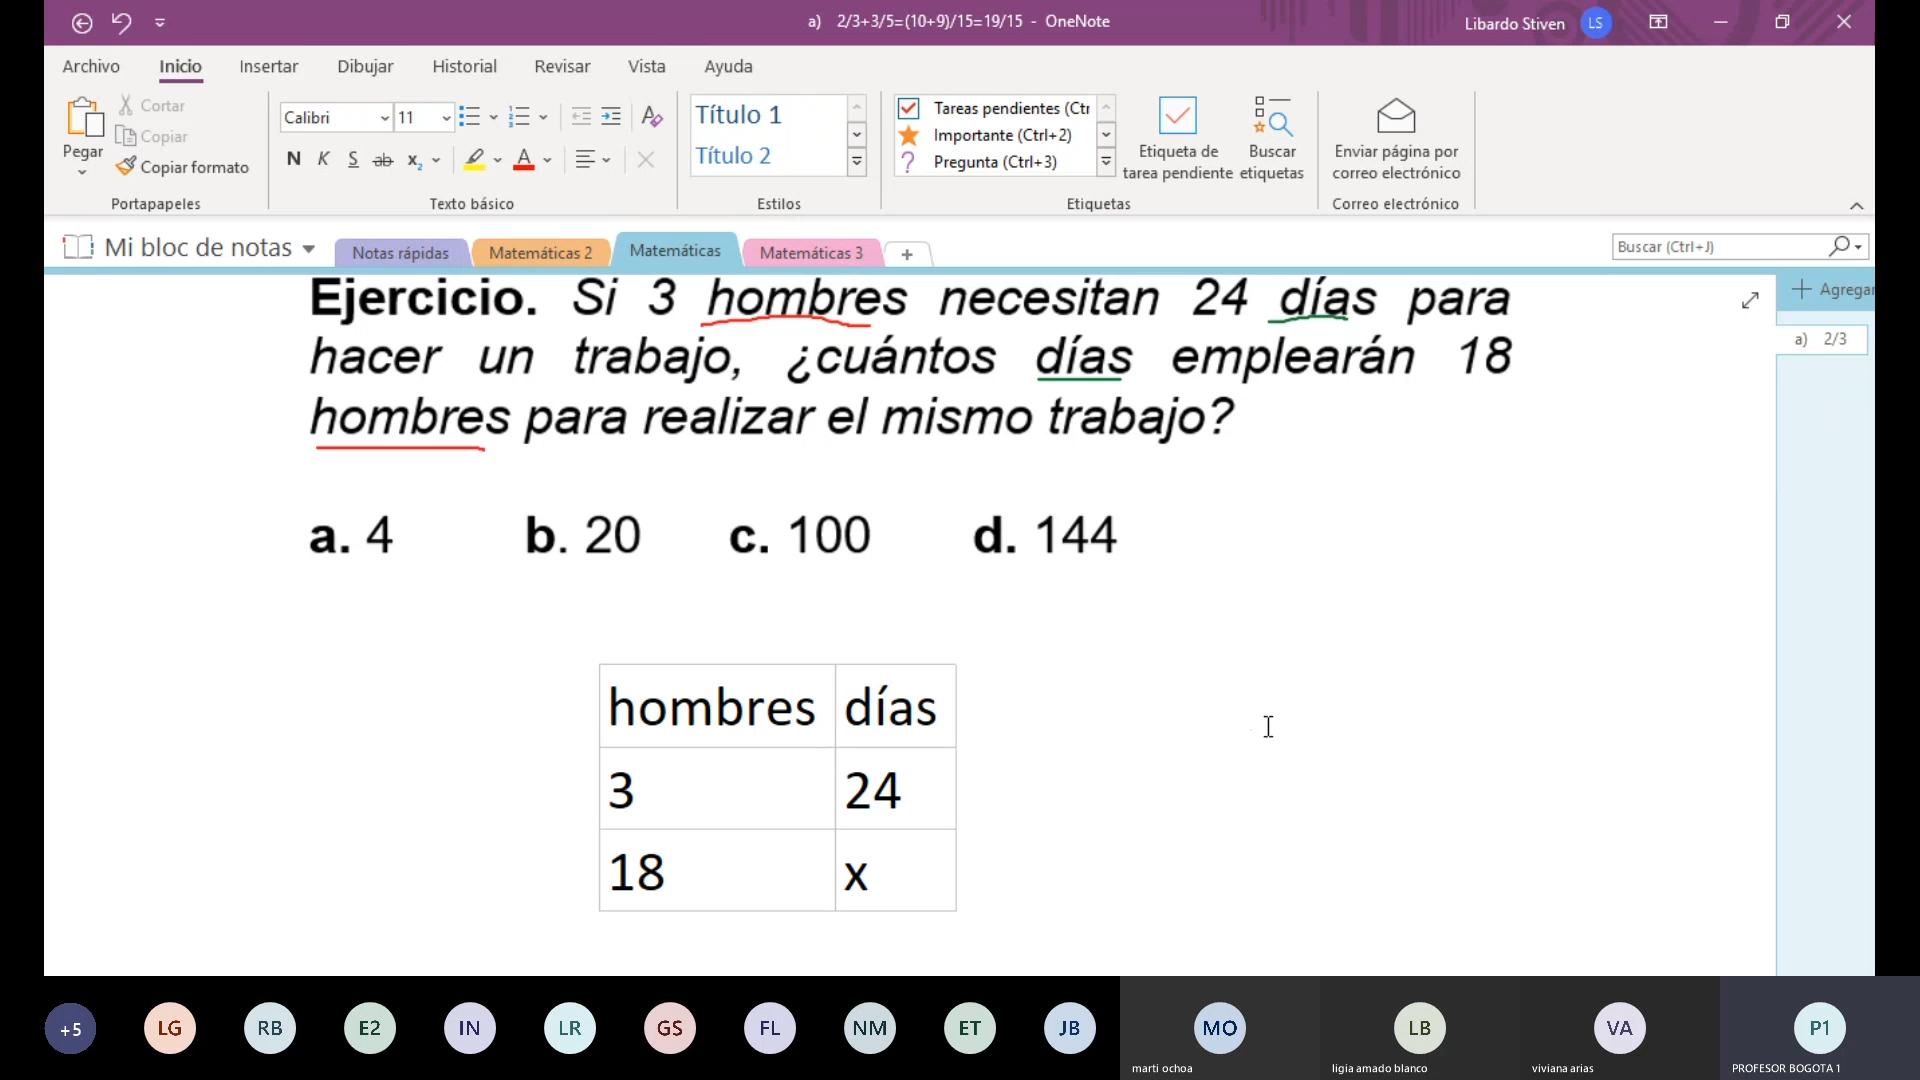 a) 2/3+3/5=(10+9)/15=19/15 - OneNote
Libardo Stiven LS
Archivo Inicio Insertar Dibujar Historial Revisar Vista Ayuda
Pegar
Cortar
Copiar
Copiar formato
Portapapeles
Calibri 11
N K S ab x₂ A
Texto básico
Título 1
Título 2
Estilos
Tareas pendientes (Ctr
Importante (Ctrl+2)
Pregunta (Ctrl+3)
Etiqueta de
tarea pendiente
Buscar
etiquetas
Etiquetas
Enviar página por
correo electrónico
Correo electrónico
Mi bloc de notas Notas rápidas Matemáticas 2 Matemáticas Matemáticas 3 + Buscar (Ctrl+J)
Agregar
a) 2/3
Ejercicio. Si 3 hombres necesitan 24 días para
hacer un trabajo, ¿cuántos días emplearán 18
hombres para realizar el mismo trabajo?
a. 4 b. 20 c. 100 d. 144
hombres días
3 24
18 x
+5 LG RB E2 IN LR GS FL NM ET JB MO LB VA P1
marti ochoa ligia amado blanco viviana arias PROFESOR BOGOTA 1